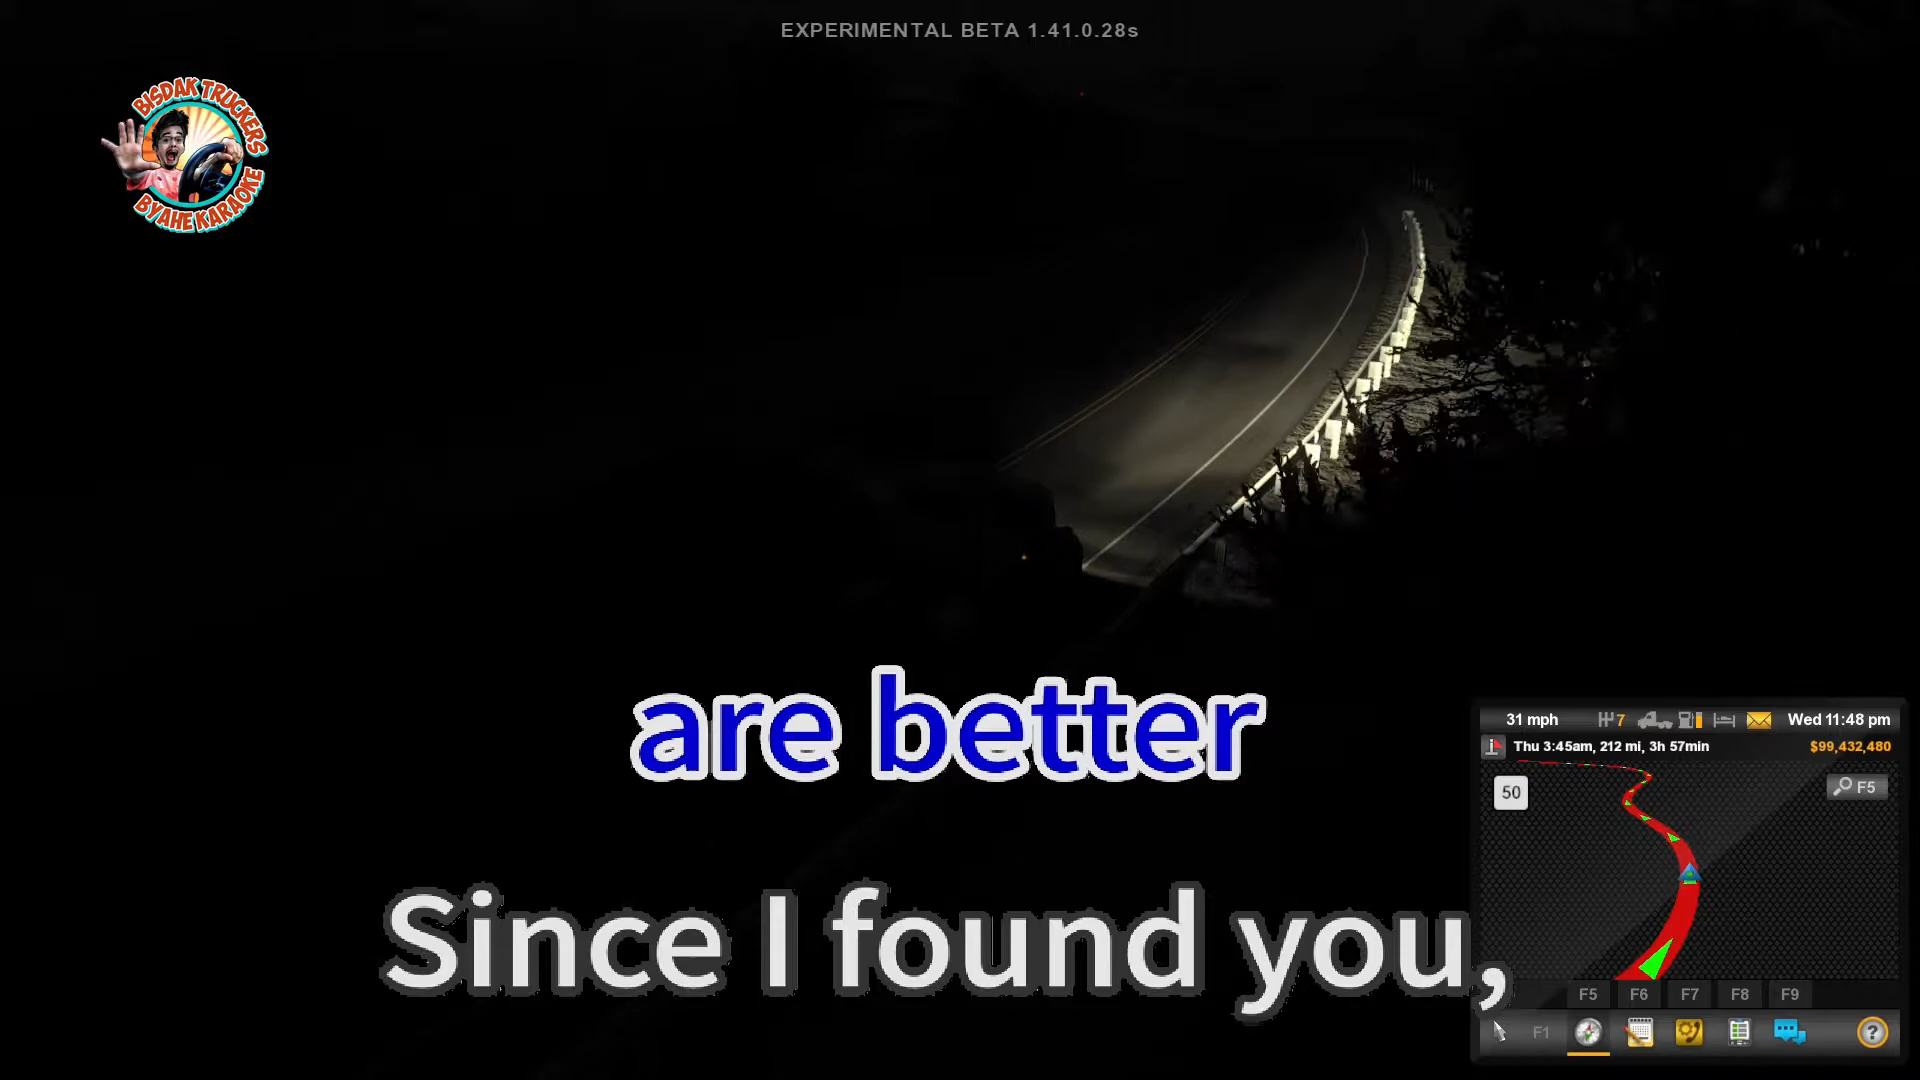 EXPERIMENTAL BETA 1.41.0.28s
BISDAK TRUCKERS
BYAHE KARAOKE
are better
Since I found you,
31 mph 7 Wed 11:48 pm
Thu 3:45am, 212 mi, 3h 57min $99,432,480
50 F5
F5 F6 F7 F8 F9
F1 ?